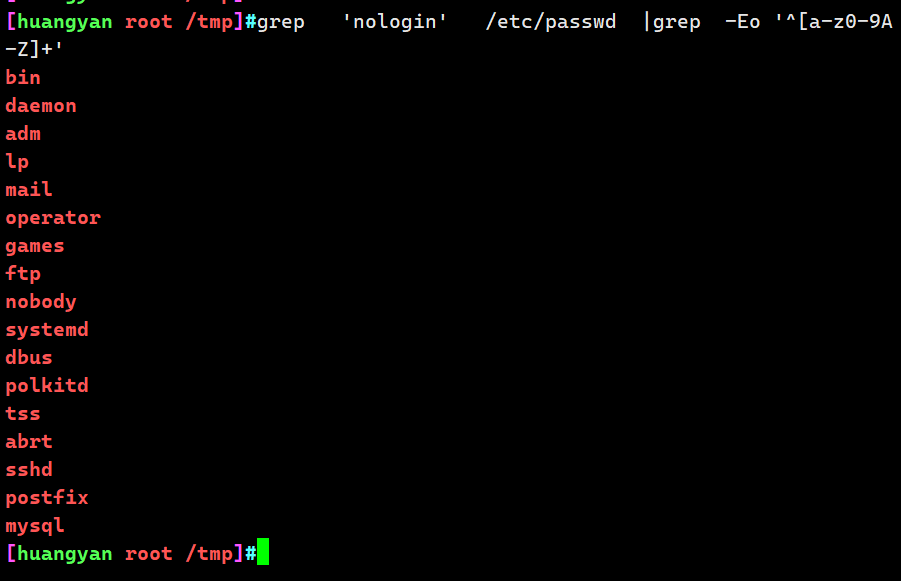 [huangyan root /tmp]#grep   'nologin'   /etc/passwd  |grep  -Eo '^[a-z0-9A
-Z]+'
bin
daemon
adm
lp
mail
operator
games
ftp
nobody
systemd
dbus
polkitd
tss
abrt
sshd
postfix
mysql
[huangyan root /tmp]#